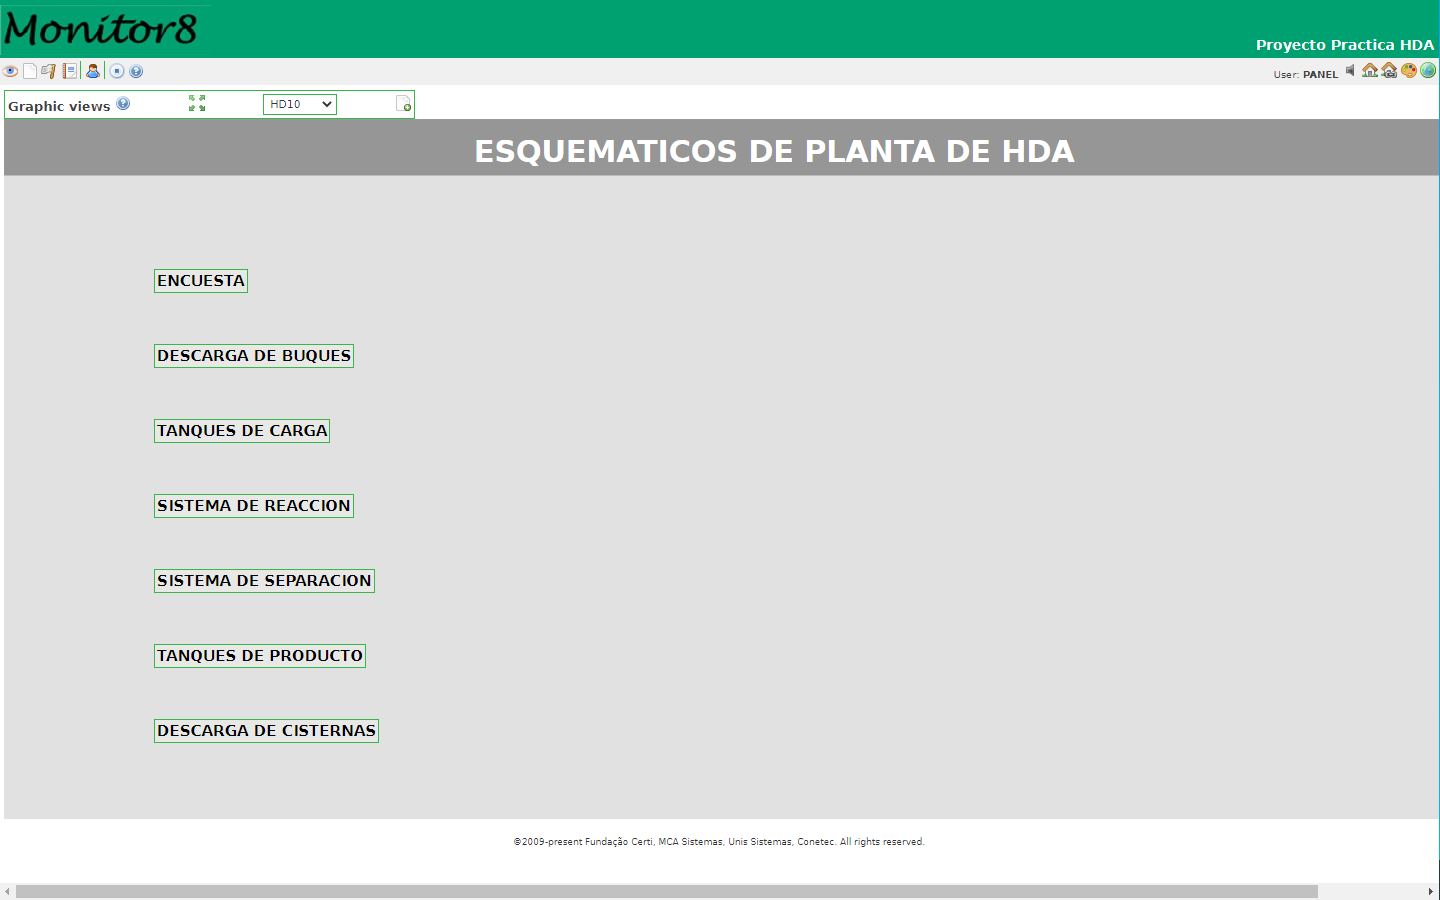 Monitor8
Proyecto Practica HDA
User: PANEL
Graphic views
HD10
ESQUEMATICOS DE PLANTA DE HDA
ENCUESTA
DESCARGA DE BUQUES
TANQUES DE CARGA
SISTEMA DE REACCION
SISTEMA DE SEPARACION
TANQUES DE PRODUCTO
DESCARGA DE CISTERNAS
©2009-present Fundação Certi, MCA Sistemas, Unis Sistemas, Conetec. All rights reserved.